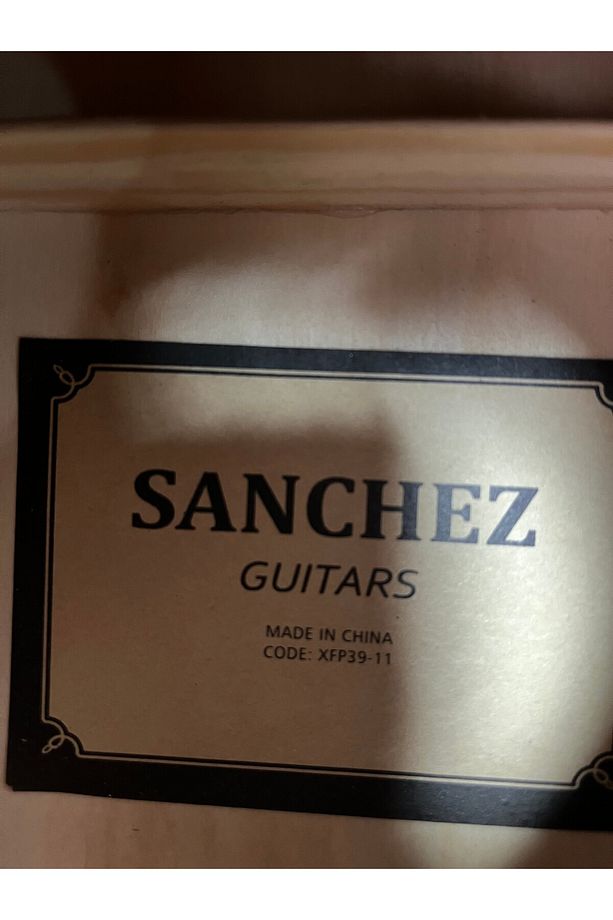 SANCHEZ
GUITARS
MADE IN CHINA
CODE: XFP39-11